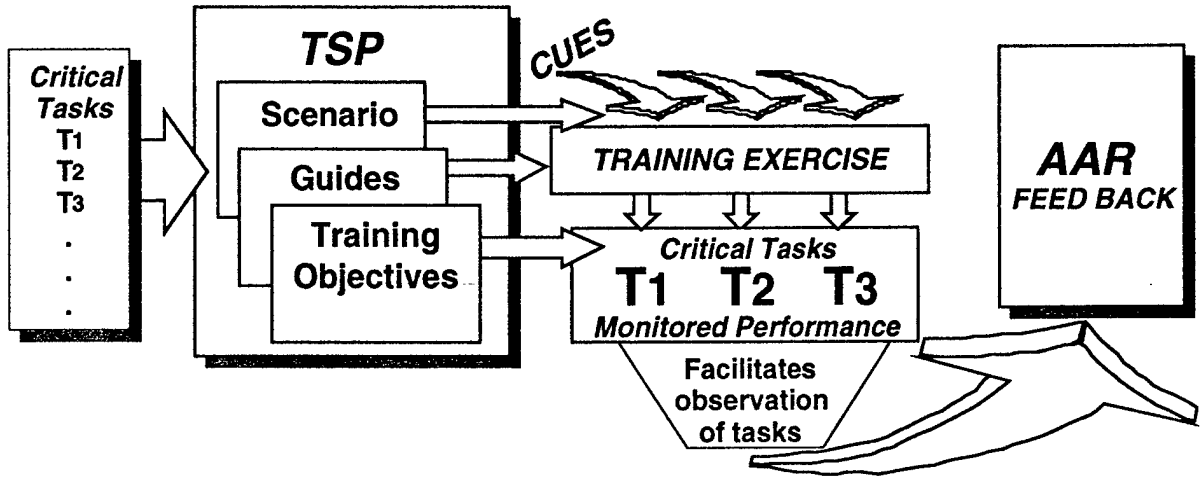 Critical
Tasks
T1
T2
T3
.
.
.
TSP
Scenario
Guides
Training
Objectives
CUES
TRAINING EXERCISE
Critical Tasks
T1 T2 T3
Monitored Performance
Facilitates
observation
of tasks
AAR
FEED BACK